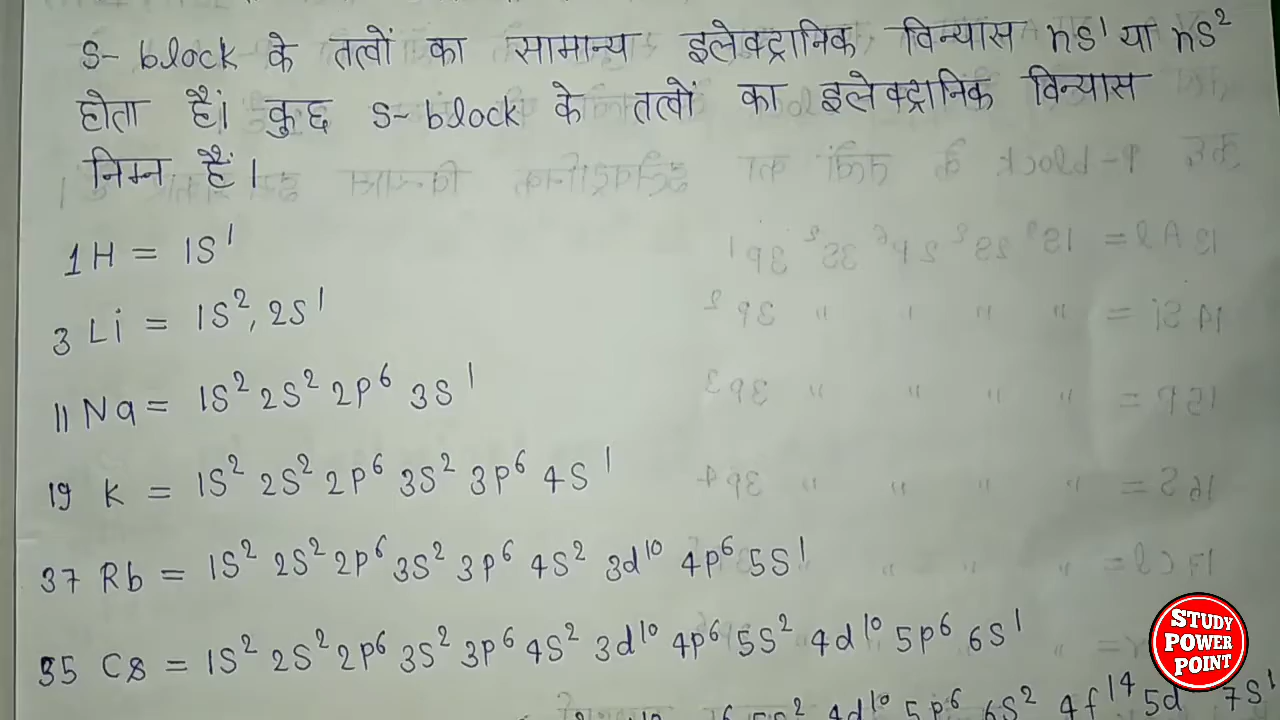 S-block के तत्वों का सामान्य इलेक्ट्रानिक विन्यास nS¹ या nS²
होता है। कुछ S-block के तत्वों का इलेक्ट्रानिक विन्यास
निम्न हैं।
1 H = 1S¹
3 Li = 1S², 2S¹
11 Na = 1S² 2S² 2P⁶ 3S¹
19 K = 1S² 2S² 2P⁶ 3S² 3P⁶ 4S¹
37 Rb = 1S² 2S² 2P⁶ 3S² 3P⁶ 4S² 3d¹⁰ 4P⁶ 5S¹
35 Cs = 1S² 2S² 2P⁶ 3S² 3P⁶ 4S² 3d¹⁰ 4P⁶ 5S² 4d¹⁰ 5P⁶ 6S¹
4d¹⁰ 5P⁶ 6S² 4f¹⁴ 5d 7S¹
STUDY
POWER
POINT